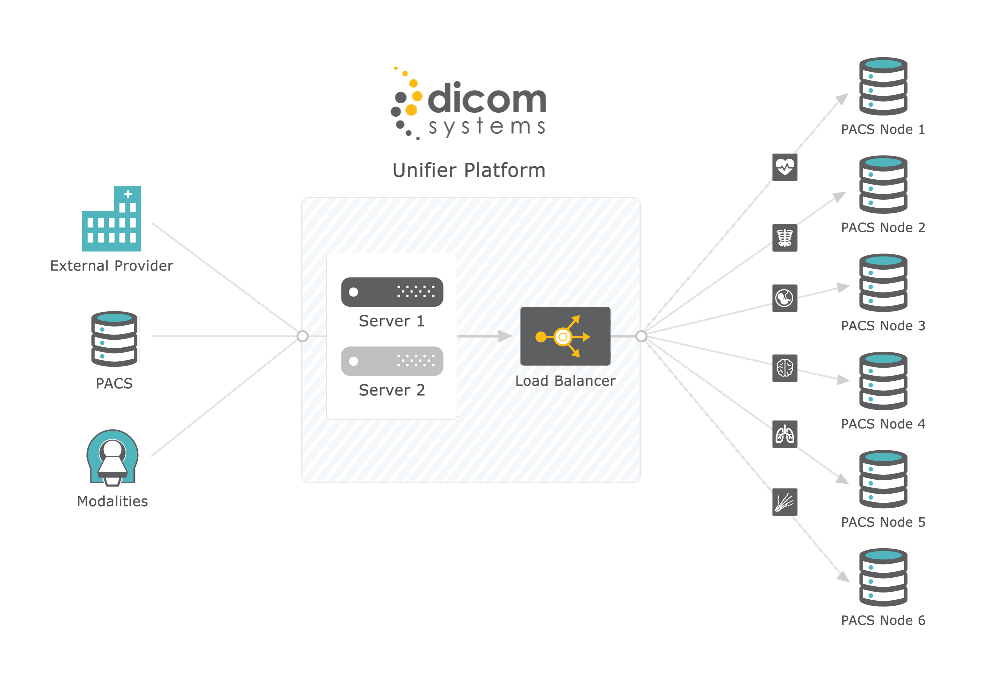 dicom
systems
Unifier Platform
External Provider
PACS
Modalities
Server 1
Server 2
Load Balancer
PACS Node 1
PACS Node 2
PACS Node 3
PACS Node 4
PACS Node 5
PACS Node 6